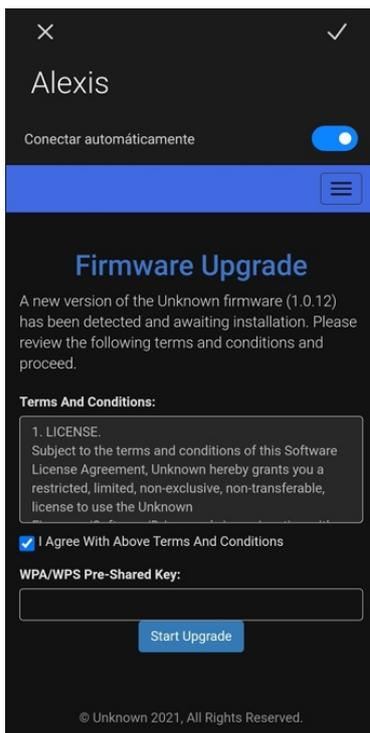 Alexis
Conectar automáticamente
Firmware Upgrade
A new version of the Unknown firmware (1.0.12)
has been detected and awaiting installation. Please
review the following terms and conditions and
proceed.
Terms And Conditions:
1. LICENSE.
Subject to the terms and conditions of this Software
License Agreement, Unknown hereby grants you a
restricted, limited, non-exclusive, non-transferable,
license to use the Unknown
I Agree With Above Terms And Conditions
WPA/WPS Pre-Shared Key:
Start Upgrade
© Unknown 2021, All Rights Reserved.